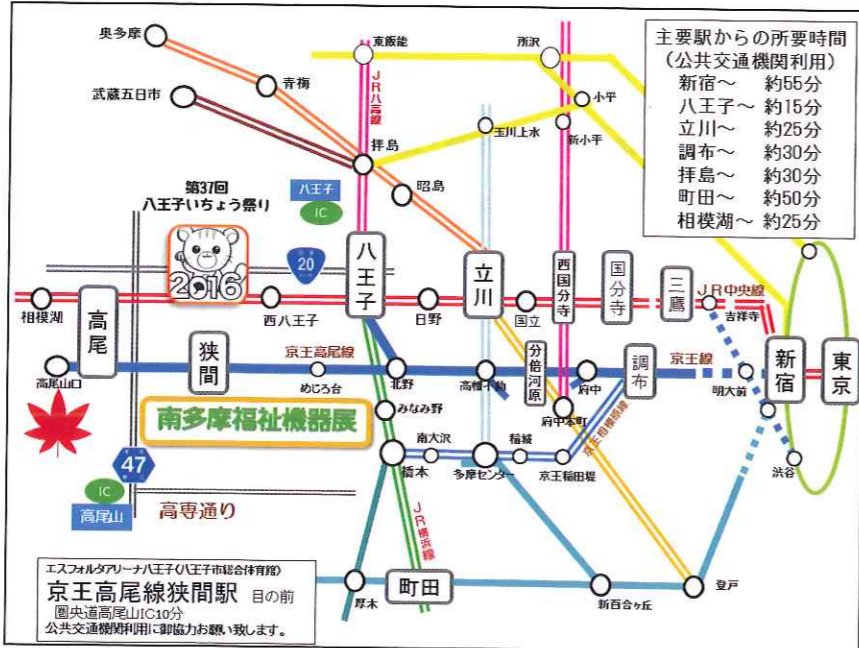 奥多摩
東飯能
所沢
主要駅からの所要時間
(公共交通機関利用)
新宿～ 約55分
八王子～ 約15分
立川～ 約25分
調布～ 約30分
拝島～ 約30分
町田～ 約50分
相模湖～ 約25分
武蔵五日市
青梅
JR八高線
小平
玉川上水
新小平
拝島
昭島
第37回
八王子いちょう祭り
八王子
IC
2016
20
八王子
立川
西国分寺
国分寺
三鷹
JR中央線
吉祥寺
相模湖
高尾
西八王子
日野
国立
新宿
東京
狭間
京王高尾線
分倍河原
調布
京王線
高尾山口
めじろ台
北野
高幡不動
府中
明大前
南多摩福祉機器展
みなみ野
府中本町
京王相模原線
47
南大沢
稲城
橋本
多摩センター
京王稲田堤
渋谷
IC
高尾山
高専通り
JR横浜線
エスフォルタアリーナ八王子(八王子市総合体育館)
京王高尾線狭間駅 目の前
圏央道高尾山IC10分
公共交通機関利用に御協力お願い致します。
厚木
町田
新百合ヶ丘
登戸